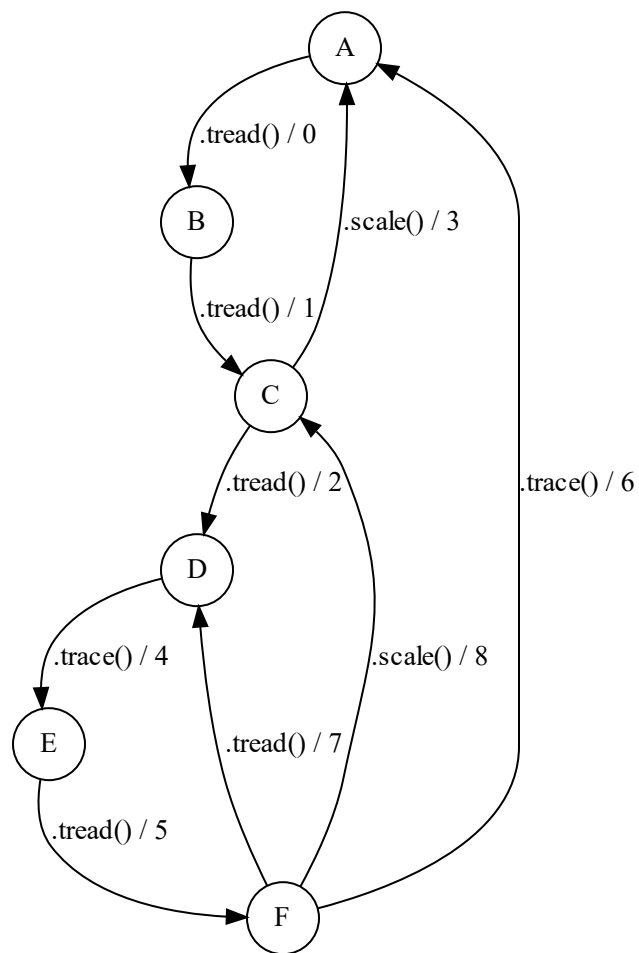 A
.tread() / 0
B
.scale() / 3
.tread() / 1
C
.tread() / 2
.trace() / 6
D
.trace() / 4
.scale() / 8
E
.tread() / 7
.tread() / 5
F